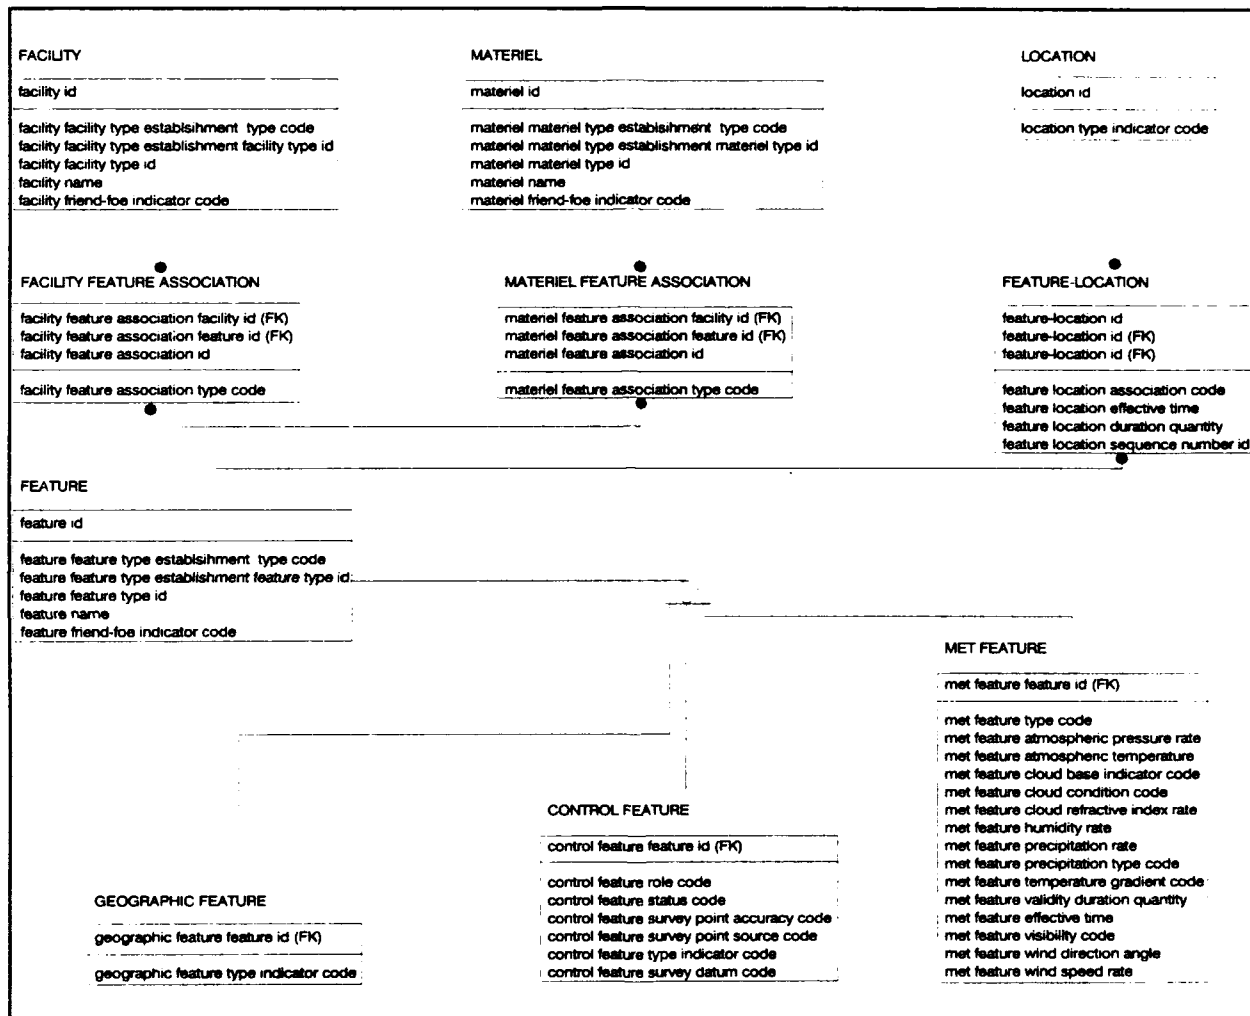 FACILITY
facility id
facility facility type establsihment type code
facility facility type establishment facility type id
facility facility type id
facility name
facility friend-foe indicator code
MATERIEL
materiel id
materiel materiel type establsihment type code
materiel materiel type establishment materiel type id
materiel materiel type id
materiel name
materiel friend-foe indicator code
LOCATION
location id
location type indicator code
FACILITY FEATURE ASSOCIATION
facility feature association facility id (FK)
facility feature association feature id (FK)
facility feature association id
facility feature association type code
MATERIEL FEATURE ASSOCIATION
materiel feature association facility id (FK)
materiel feature association feature id (FK)
materiel feature association id
materiel feature association type code
FEATURE-LOCATION
feature-location id
feature-location id (FK)
feature-location id (FK)
feature location association code
feature location effective time
feature location duration quantity
feature location sequence number id
FEATURE
feature id
feature feature type establsihment type code
feature feature type establishment feature type id
feature feature type id
feature name
feature friend-foe indicator code
MET FEATURE
met feature feature id (FK)
met feature type code
met feature atmospheric pressure rate
met feature atmospheric temperature
met feature cloud base indicator code
met feature cloud condition code
met feature cloud refractive index rate
met feature humidity rate
met feature precipitation rate
met feature precipitation type code
met feature temperature gradient code
met feature validity duration quantity
met feature effective time
met feature visibility code
met feature wind direction angle
met feature wind speed rate
CONTROL FEATURE
control feature feature id (FK)
control feature role code
control feature status code
control feature survey point accuracy code
control feature survey point source code
control feature type indicator code
control feature survey datum code
GEOGRAPHIC FEATURE
geographic feature feature id (FK)
geographic feature type indicator code